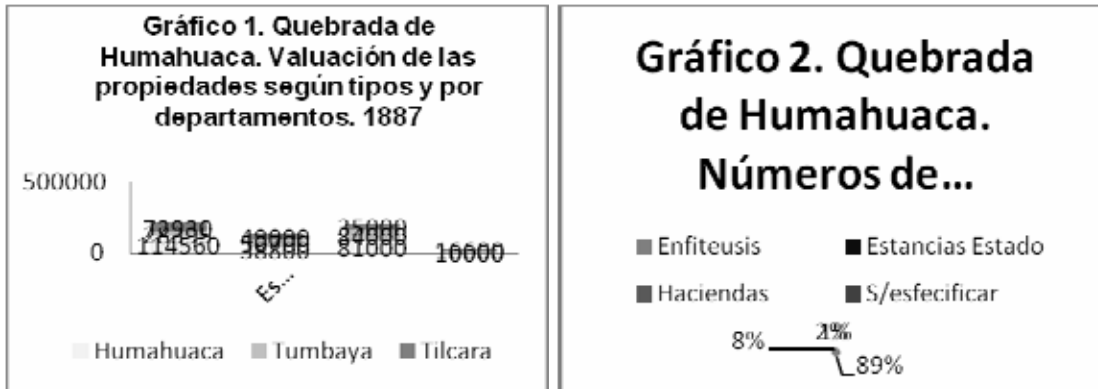 Gráfico 1. Quebrada de
Humahuaca. Valuación de las
propiedades según tipos y por
departamentos. 1887
500000
0
114560
81000
10000
Es...
Humahuaca
Tumbaya
Tilcara
Gráfico 2. Quebrada
de Humahuaca.
Números de...
Enfiteusis
Estancias Estado
Haciendas
S/esfecificar
8%
89%